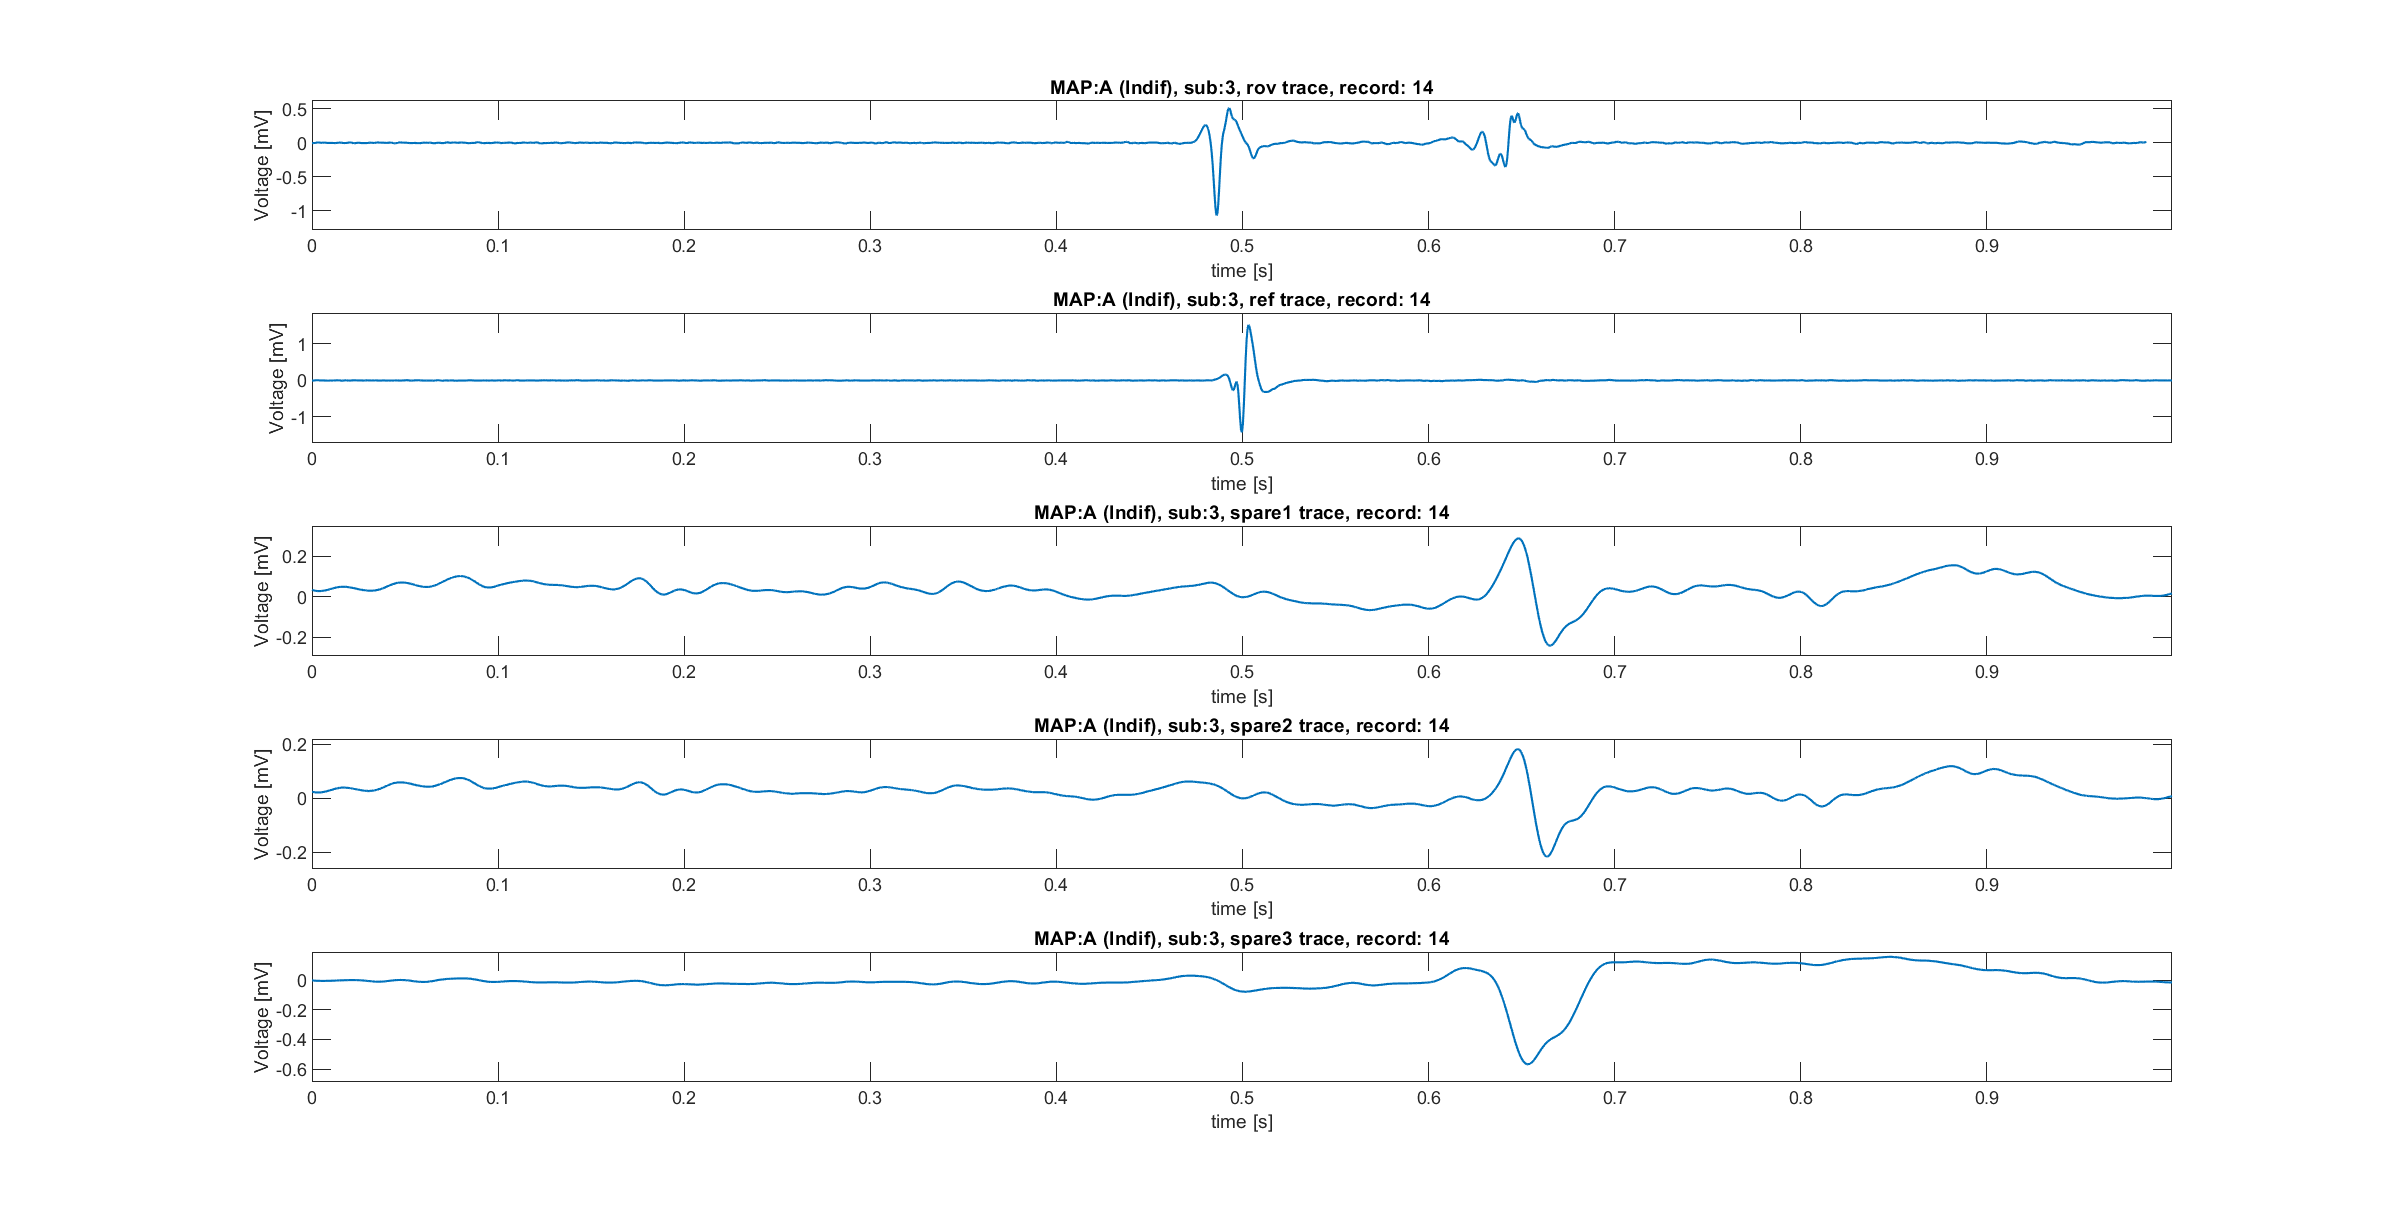 MAP:A (Indif), sub:3, rov trace, record: 14
Voltage [mV]
0.5
0
-0.5
-1
0 0.1 0.2 0.3 0.4 0.5 0.6 0.7 0.8 0.9
time [s]
MAP:A (Indif), sub:3, ref trace, record: 14
Voltage [mV]
1
0
-1
0 0.1 0.2 0.3 0.4 0.5 0.6 0.7 0.8 0.9
time [s]
MAP:A (Indif), sub:3, spare1 trace, record: 14
Voltage [mV]
0.2
0
-0.2
0 0.1 0.2 0.3 0.4 0.5 0.6 0.7 0.8 0.9
time [s]
MAP:A (Indif), sub:3, spare2 trace, record: 14
Voltage [mV]
0.2
0
-0.2
0 0.1 0.2 0.3 0.4 0.5 0.6 0.7 0.8 0.9
time [s]
MAP:A (Indif), sub:3, spare3 trace, record: 14
Voltage [mV]
0
-0.2
-0.4
-0.6
0 0.1 0.2 0.3 0.4 0.5 0.6 0.7 0.8 0.9
time [s]